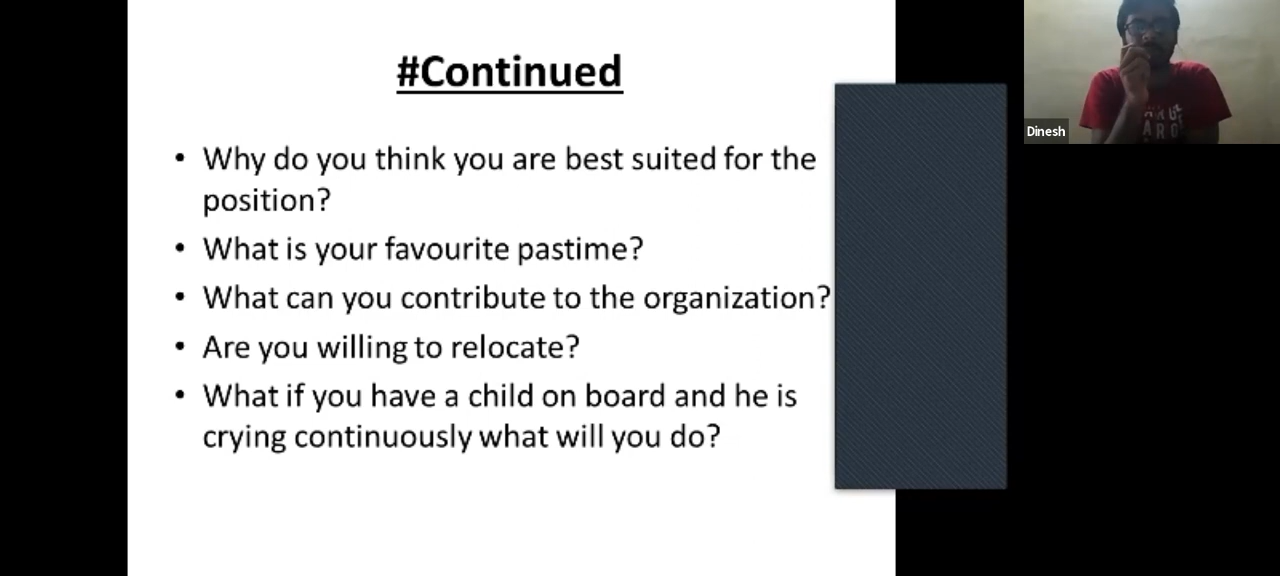 #Continued
• Why do you think you are best suited for the
position?
• What is your favourite pastime?
• What can you contribute to the organization?
• Are you willing to relocate?
• What if you have a child on board and he is
crying continuously what will you do?
Dinesh